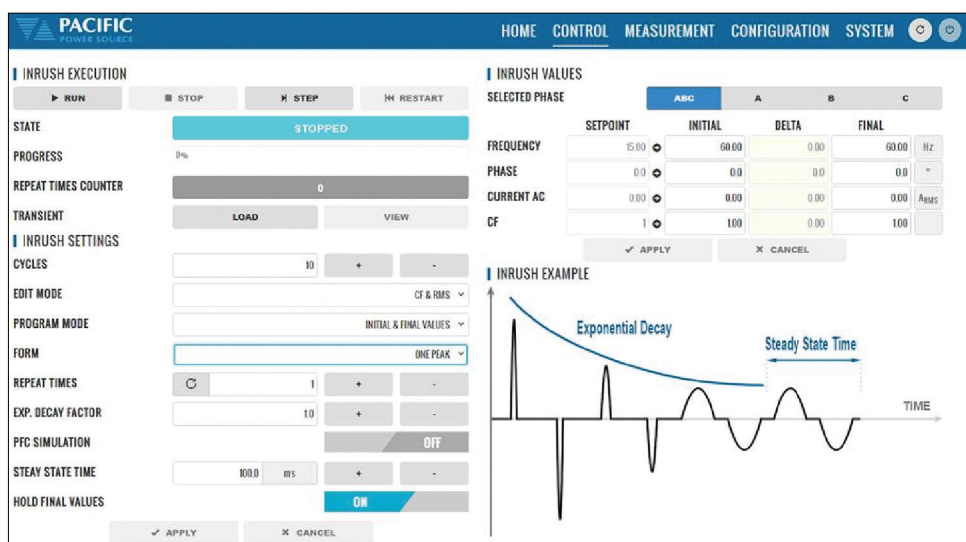 PACIFIC
POWER SOURCE
HOME CONTROL MEASUREMENT CONFIGURATION SYSTEM
INRUSH EXECUTION
RUN STOP STEP RESTART
STATE STOPPED
PROGRESS 0%
REPEAT TIMES COUNTER 0
TRANSIENT LOAD VIEW
INRUSH SETTINGS
CYCLES 10 + -
EDIT MODE CF & RMS
PROGRAM MODE INITIAL & FINAL VALUES
FORM ONE PEAK
REPEAT TIMES 1 + -
EXP. DECAY FACTOR 1.0 + -
PFC SIMULATION OFF
STEAY STATE TIME 100.0 ms + -
HOLD FINAL VALUES ON
APPLY CANCEL
INRUSH VALUES
SELECTED PHASE ABC A B C
SETPOINT INITIAL DELTA FINAL
FREQUENCY 15.00 60.00 0.00 60.00 Hz
PHASE 0.0 0.0 0.0 0.0 °
CURRENT AC 0.00 0.00 0.00 0.00 ARMS
CF 1 1.00 0.00 1.00
APPLY CANCEL
INRUSH EXAMPLE
Exponential Decay
Steady State Time
TIME